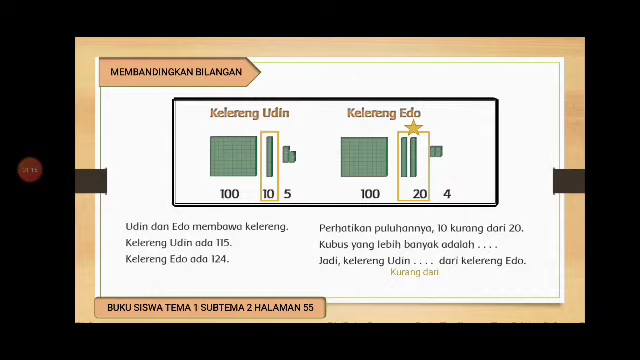 MEMBANDINGKAN BILANGAN
Kelereng Udin
Kelereng Edo
100 10 5
100 20 4
Udin dan Edo membawa kelereng.
Kelereng Udin ada 115.
Kelereng Edo ada 124.
Perhatikan puluhannya, 10 kurang dari 20.
Kubus yang lebih banyak adalah . . . .
Jadi, kelereng Udin . . . . dari kelereng Edo.
Kurang dari
BUKU SISWA TEMA 1 SUBTEMA 2 HALAMAN 55